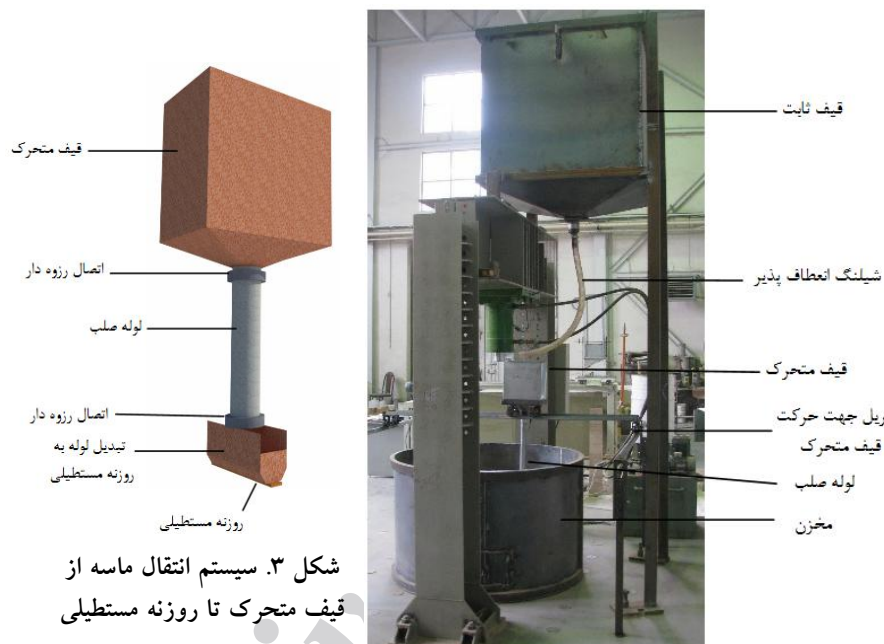 قیف متحرک
اتصال رزوه دار
لوله صلب
اتصال رزوه دار
تبدیل لوله به
روزنه مستطیلی
روزنه مستطیلی
شکل ۳. سیستم انتقال ماسه از
قیف متحرک تا روزنه مستطیلی
قیف ثابت
شیلنگ انعطاف پذیر
قیف متحرک
ریل جهت حرکت
قیف متحرک
لوله صلب
مخزن